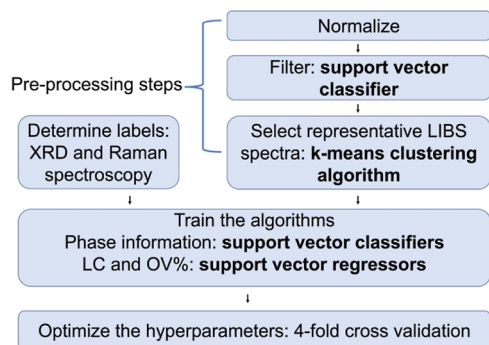 Normalize
Pre-processing steps
Filter: support vector
classifier
Determine labels:
XRD and Raman
spectroscopy
Select representative LIBS
spectra: k-means clustering
algorithm
Train the algorithms
Phase information: support vector classifiers
LC and OV%: support vector regressors
Optimize the hyperparameters: 4-fold cross validation